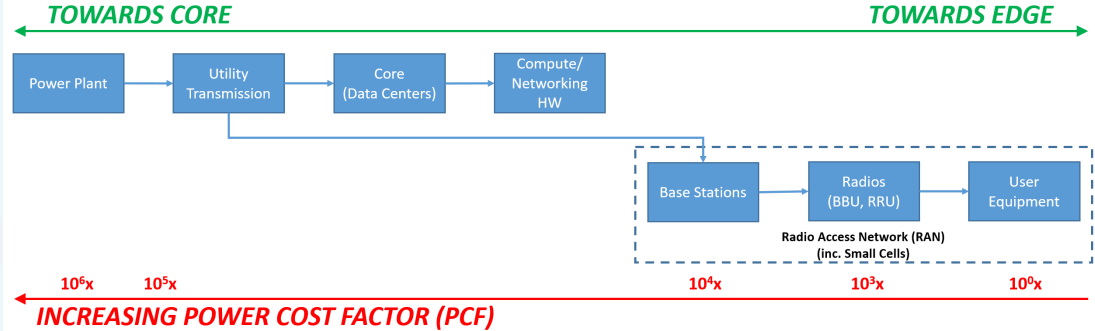 TOWARDS CORE
TOWARDS EDGE
Power Plant
Utility
Transmission
Core
(Data Centers)
Compute/
Networking
HW
Base Stations
Radios
(BBU, RRU)
User
Equipment
Radio Access Network (RAN)
(inc. Small Cells)
10⁶x
10⁵x
10⁴x
10³x
10⁰x
INCREASING POWER COST FACTOR (PCF)